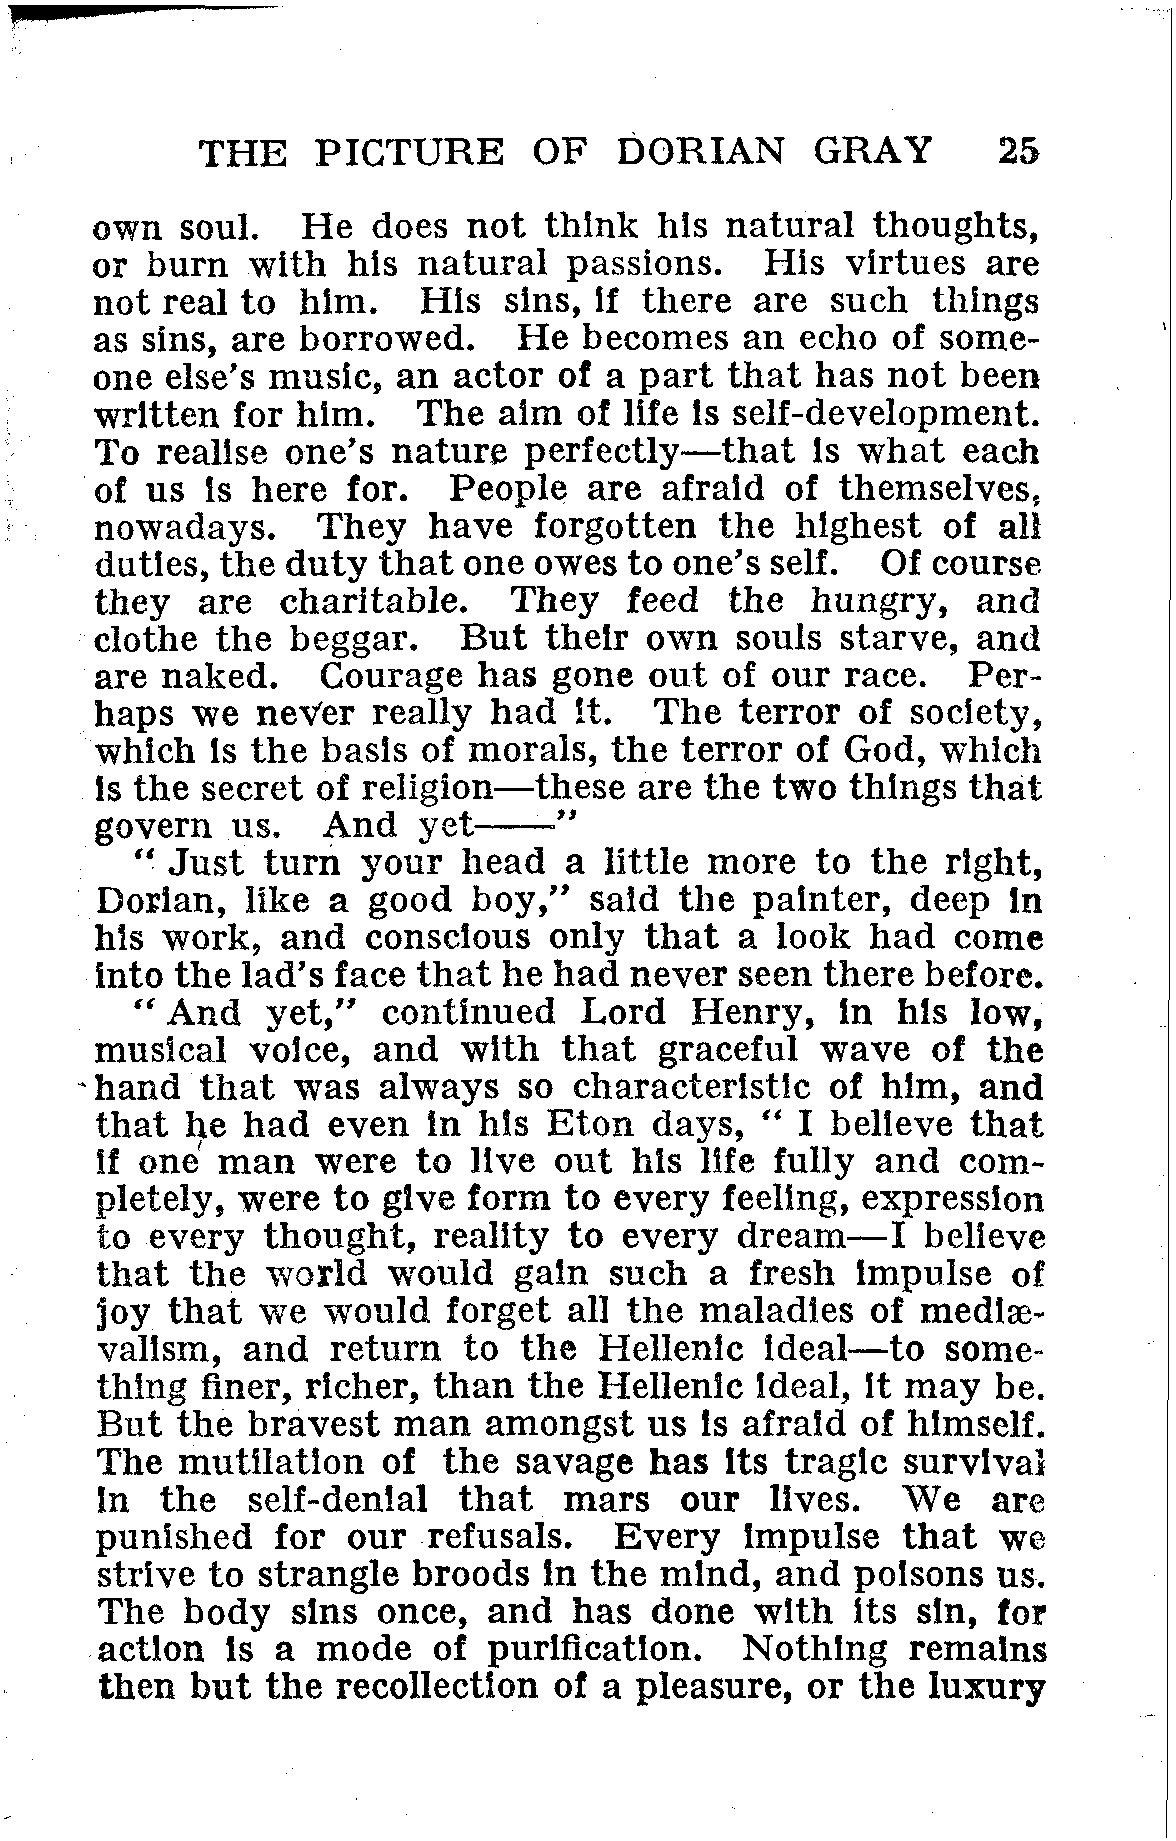 THE PICTURE OF DORIAN GRAY 25
own soul. He does not think his natural thoughts,
or burn with his natural passions. His virtues are
not real to him. His sins, if there are such things
as sins, are borrowed. He becomes an echo of some-
one else's music, an actor of a part that has not been
written for him. The aim of life is self-development.
To realise one's nature perfectly—that is what each
of us is here for. People are afraid of themselves,
nowadays. They have forgotten the highest of all
duties, the duty that one owes to one's self. Of course
they are charitable. They feed the hungry, and
clothe the beggar. But their own souls starve, and
are naked. Courage has gone out of our race. Per-
haps we never really had it. The terror of society,
which is the basis of morals, the terror of God, which
is the secret of religion—these are the two things that
govern us. And yet——"
" Just turn your head a little more to the right,
Dorian, like a good boy," said the painter, deep in
his work, and conscious only that a look had come
into the lad's face that he had never seen there before.
" And yet," continued Lord Henry, in his low,
musical voice, and with that graceful wave of the
hand that was always so characteristic of him, and
that he had even in his Eton days, " I believe that
if one man were to live out his life fully and com-
pletely, were to give form to every feeling, expression
to every thought, reality to every dream—I believe
that the world would gain such a fresh impulse of
joy that we would forget all the maladies of mediæ-
valism, and return to the Hellenic ideal—to some-
thing finer, richer, than the Hellenic ideal, it may be.
But the bravest man amongst us is afraid of himself.
The mutilation of the savage has its tragic survival
in the self-denial that mars our lives. We are
punished for our refusals. Every impulse that we
strive to strangle broods in the mind, and poisons us.
The body sins once, and has done with its sin, for
action is a mode of purification. Nothing remains
then but the recollection of a pleasure, or the luxury